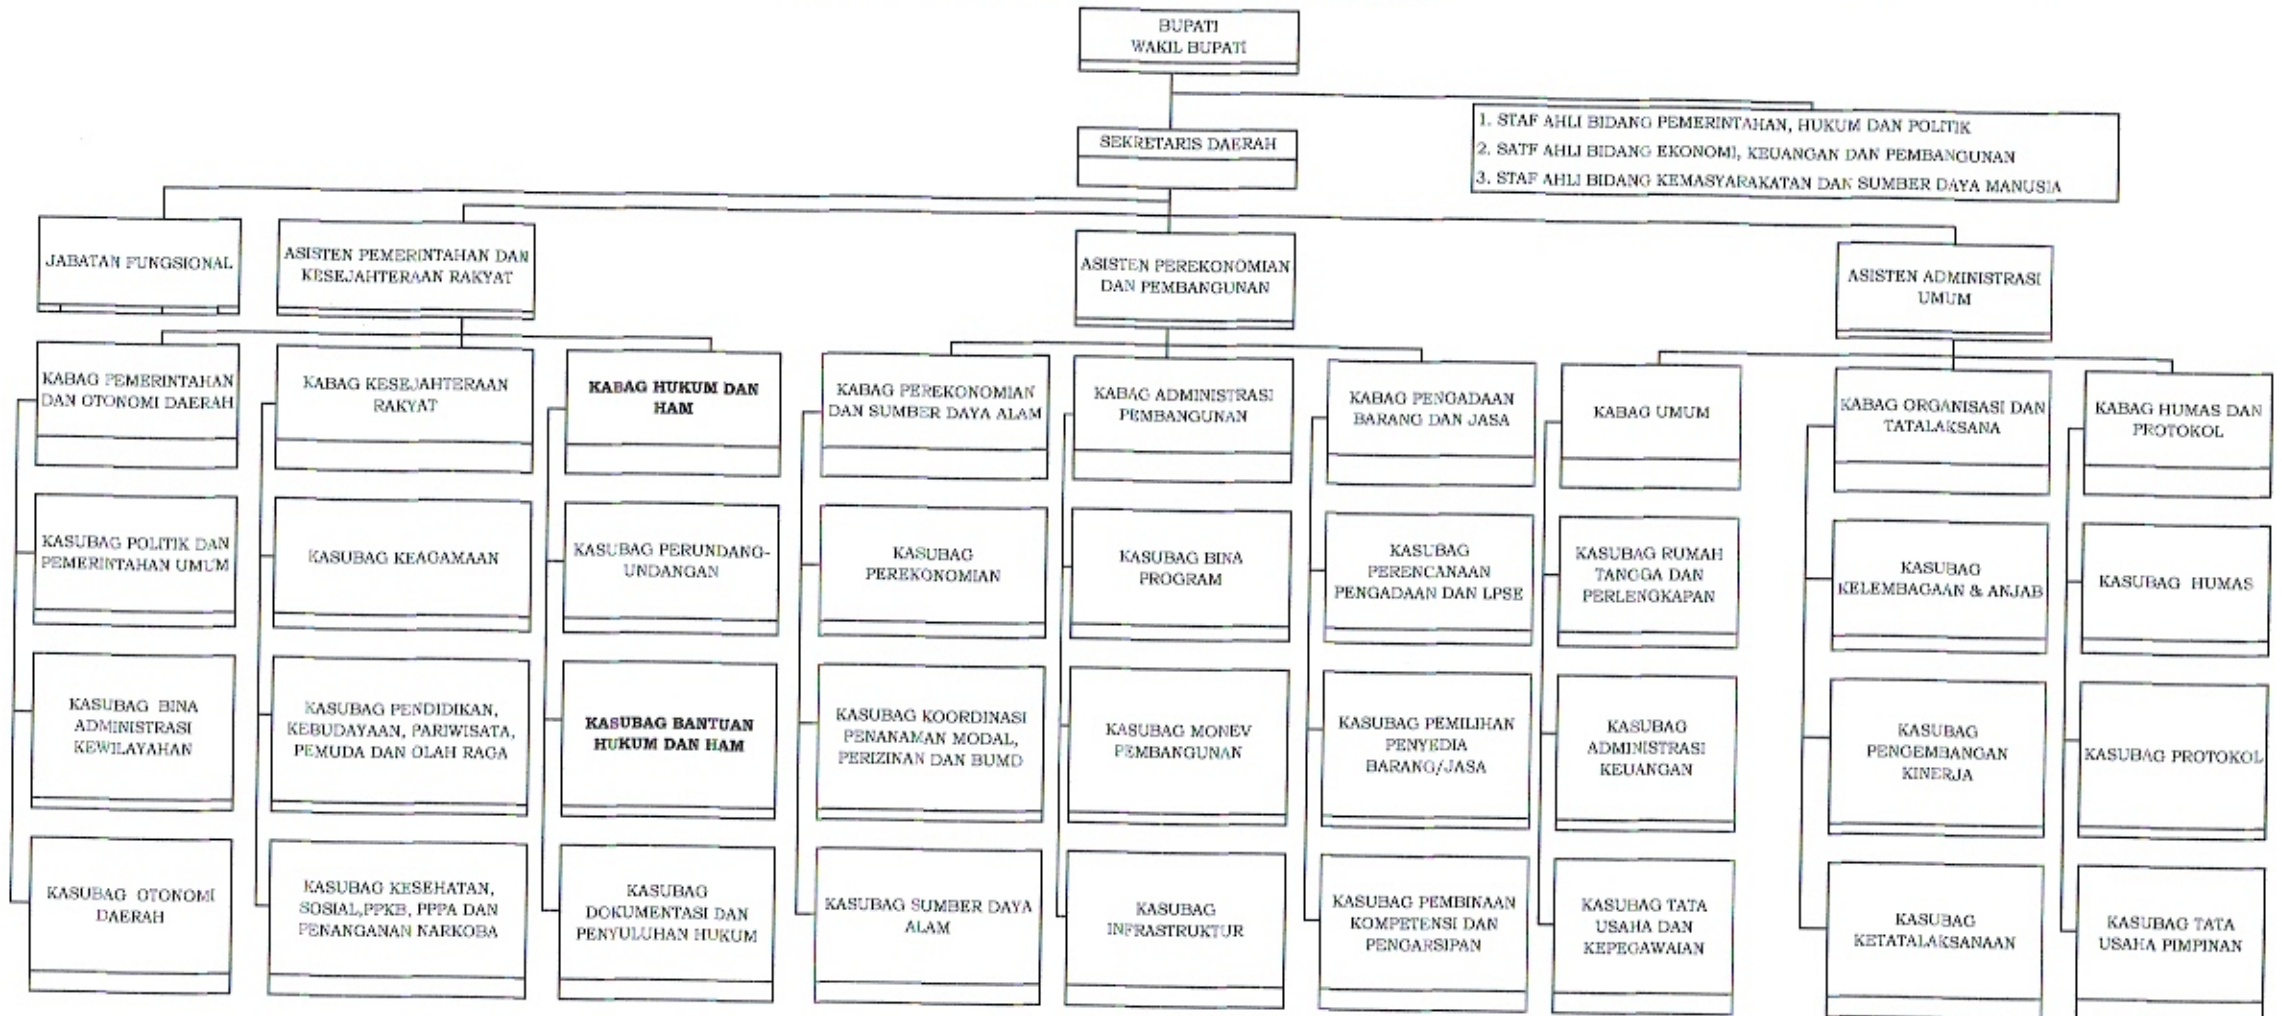 BUPATI
WAKIL BUPATI
1. STAF AHLI BIDANG PEMERINTAHAN, HUKUM DAN POLITIK
2. SATF AHLI BIDANG EKONOMI, KEUANGAN DAN PEMBANGUNAN
3. STAF AHLI BIDANG KEMASYARAKATAN DAN SUMBER DAYA MANUSIA
SEKRETARIS DAERAH
JABATAN FUNGSIONAL
ASISTEN PEMERINTAHAN DAN
KESEJAHTERAAN RAKYAT
ASISTEN PEREKONOMIAN
DAN PEMBANGUNAN
ASISTEN ADMINISTRASI
UMUM
KABAG PEMERINTAHAN
DAN OTONOMI DAERAH
KABAG KESEJAHTERAAN
RAKYAT
KABAG HUKUM DAN
HAM
KABAG PEREKONOMIAN
DAN SUMBER DAYA ALAM
KABAG ADMINISTRASI
PEMBANGUNAN
KABAG PENGADAAN
BARANG DAN JASA
KABAG UMUM
KABAG ORGANISASI DAN
TATALAKSANA
KABAG HUMAS DAN
PROTOKOL
KASUBAG POLITIK DAN
PEMERINTAHAN UMUM
KASUBAG KEAGAMAAN
KASUBAG PERUNDANG-
UNDANGAN
KASUBAG
PEREKONOMIAN
KASUBAG BINA
PROGRAM
KASUBAG
PERENCANAAN
PENGADAAN DAN LPSE
KASUBAG RUMAH
TANGGA DAN
PERLENGKAPAN
KASUBAG
KELEMBAGAAN & ANJAB
KASUBAG HUMAS
KASUBAG BINA
ADMINISTRASI
KEWILAYAHAN
KASUBAG PENDIDIKAN,
KEBUDAYAAN, PARIWISATA,
PEMUDA DAN OLAH RAGA
KASUBAG BANTUAN
HUKUM DAN HAM
KASUBAG KOORDINASI
PENANAMAN MODAL,
PERIZINAN DAN BUMD
KASUBAG MONEV
PEMBANGUNAN
KASUBAG PEMILIHAN
PENYEDIA
BARANG/JASA
KASUBAG
ADMINISTRASI
KEUANGAN
KASUBAG
PENGEMBANGAN
KINERJA
KASUBAG PROTOKOL
KASUBAG OTONOMI
DAERAH
KASUBAG KESEHATAN,
SOSIAL,PPKB, PPPA DAN
PENANGANAN NARKOBA
KASUBAG
DOKUMENTASI DAN
PENYULUHAN HUKUM
KASUBAG SUMBER DAYA
ALAM
KASUBAG
INFRASTRUKTUR
KASUBAG PEMBINAAN
KOMPETENSI DAN
PENGARSIPAN
KASUBAG TATA
USAHA DAN
KEPEGAWAIAN
KASUBAG
KETATALAKSANAAN
KASUBAG TATA
USAHA PIMPINAN